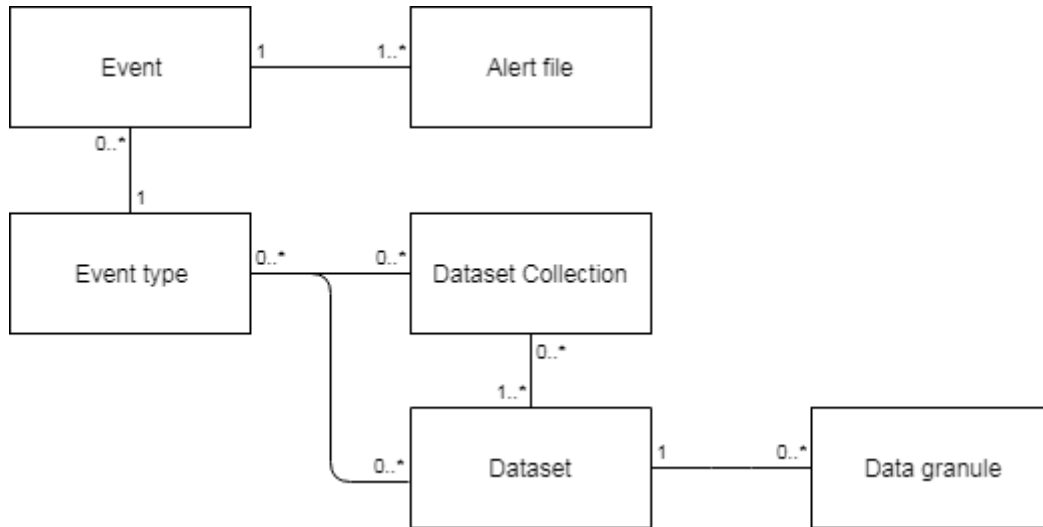 Event
1
1..*
Alert file
0..*
1
Event type
0..*
0..*
Dataset Collection
0..*
1..*
0..*
Dataset
1
0..*
Data granule